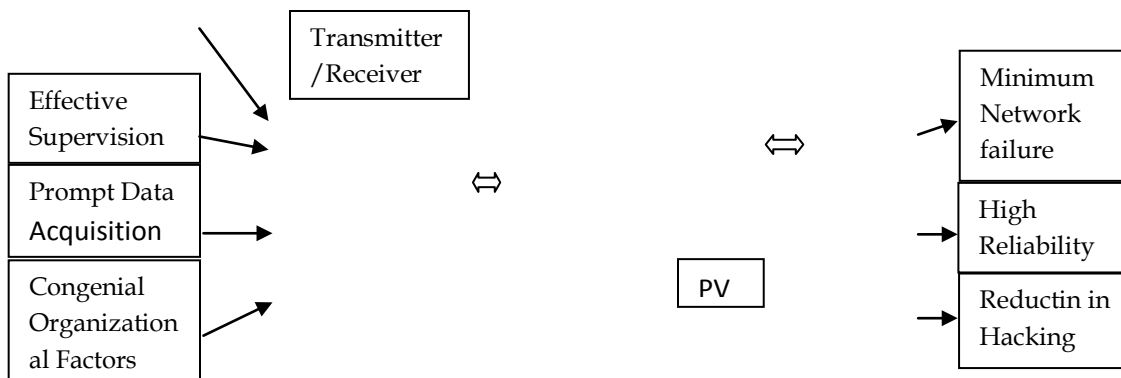 Transmitter
/Receiver
Effective
Supervision
Prompt Data
Acquisition
Congenial
Organization
al Factors
PV
Minimum
Network
failure
High
Reliability
Reductin in
Hacking